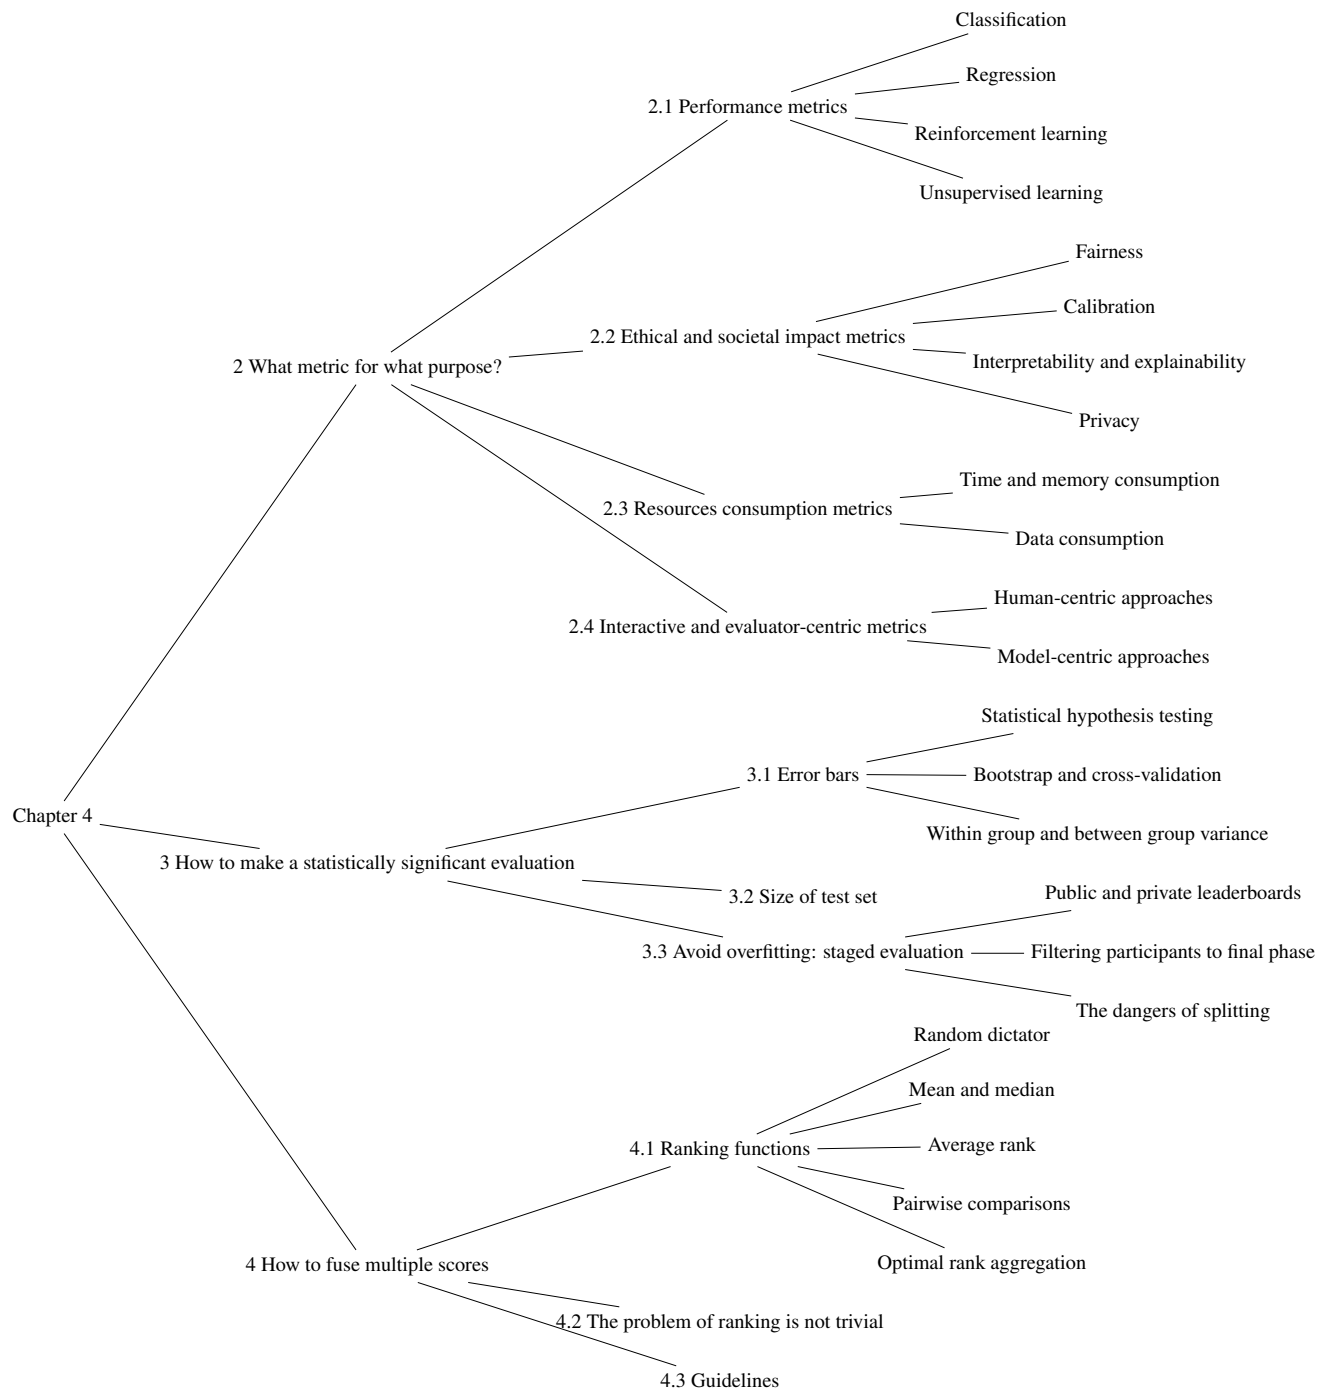 Classification
Regression
2.1 Performance metrics
Reinforcement learning
Unsupervised learning
Fairness
Calibration
2.2 Ethical and societal impact metrics
Interpretability and explainability
2 What metric for what purpose?
Privacy
Time and memory consumption
2.3 Resources consumption metrics
Data consumption
Human-centric approaches
2.4 Interactive and evaluator-centric metrics
Model-centric approaches
Statistical hypothesis testing
3.1 Error bars
Bootstrap and cross-validation
Chapter 4
Within group and between group variance
3 How to make a statistically significant evaluation
Public and private leaderboards
3.2 Size of test set
3.3 Avoid overfitting: staged evaluation
Filtering participants to final phase
The dangers of splitting
Random dictator
Mean and median
4.1 Ranking functions
Average rank
Pairwise comparisons
Optimal rank aggregation
4 How to fuse multiple scores
4.2 The problem of ranking is not trivial
4.3 Guidelines